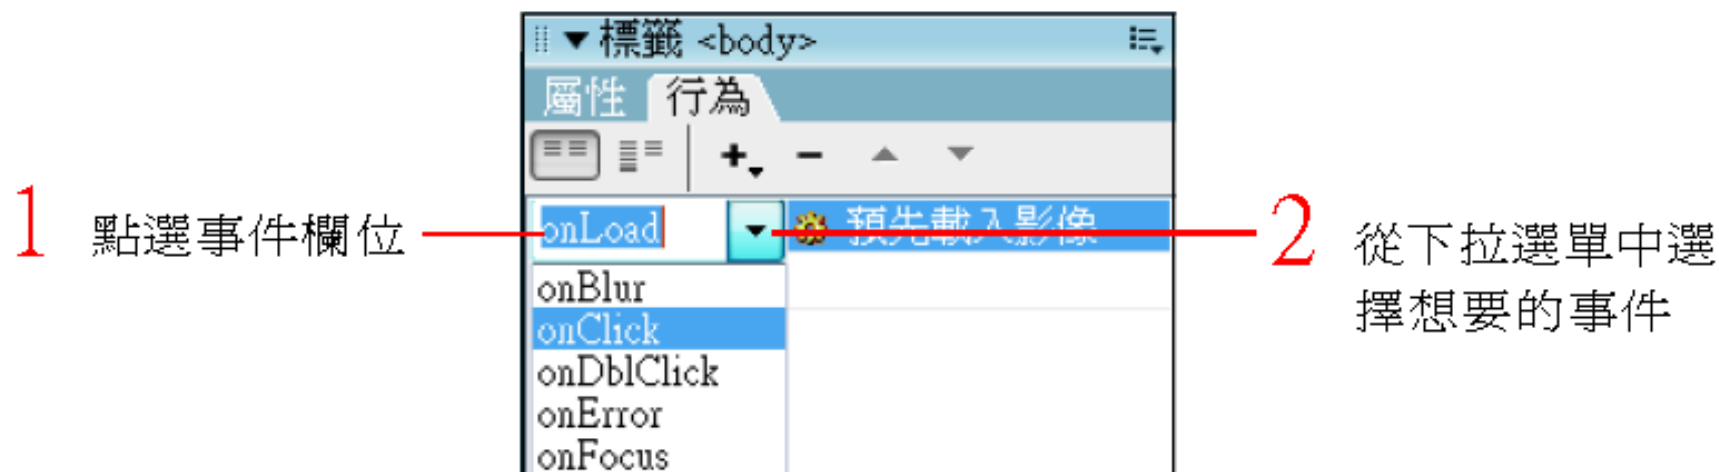 標籤 <body>
屬性 行為
1 點選事件欄位
onLoad 預先載入影像
2 從下拉選單中選
擇想要的事件
onBlur
onClick
onDblClick
onError
onFocus